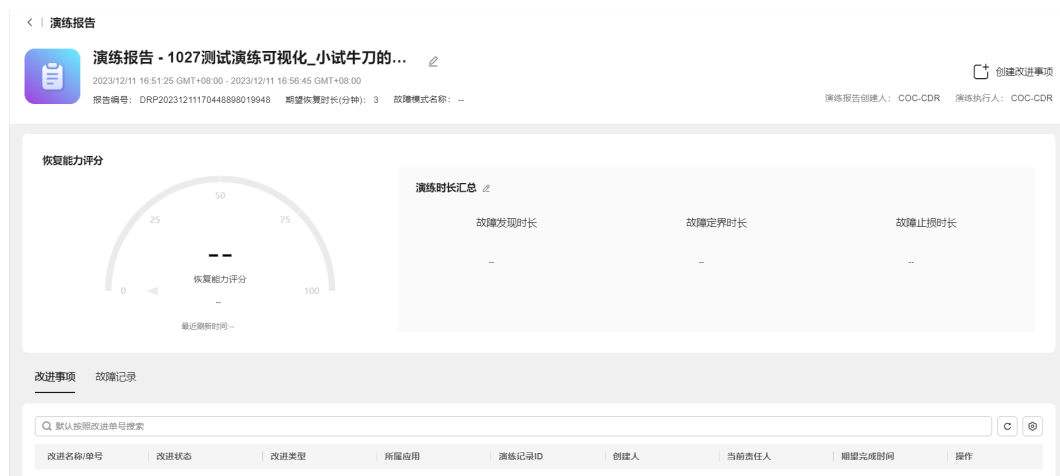 演练报告
演练报告 - 1027测试演练可视化_小试牛刀的...
2023/12/11 16:51:25 GMT+08:00 - 2023/12/11 16:56:45 GMT+08:00
创建改进事项
报告编号： DRP20231211170448898019948 期望恢复时长(分钟)： 3 故障模式名称： --
演练报告创建人： COC-CDR 演练执行人： COC-CDR
恢复能力评分
演练时长汇总
故障发现时长 故障定界时长 故障止损时长
-- -- --
50
25 75
--
恢复能力评分
0 100
--
最近刷新时间:--
改进事项 故障记录
默认按照改进单号搜索
改进名称/单号 改进状态 改进类型 所属应用 演练记录ID 创建人 当前责任人 期望完成时间 操作